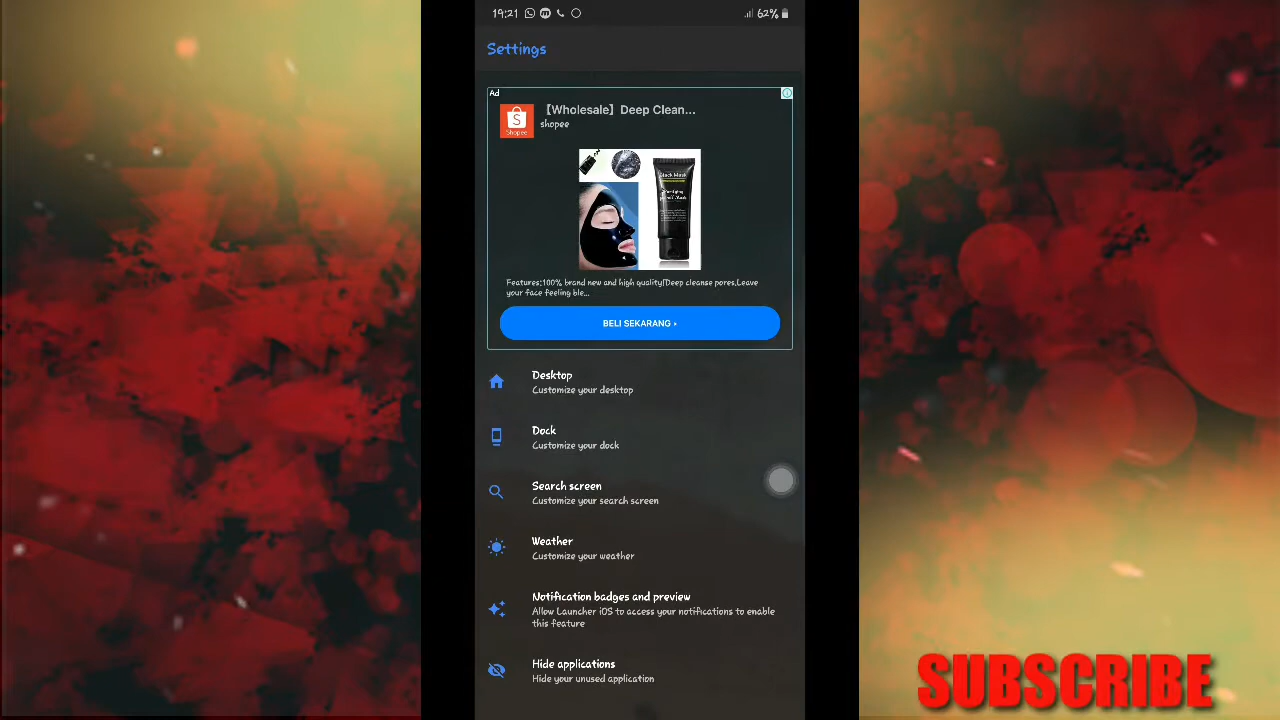 19:21
62%
Settings
Ad
【Wholesale】Deep Clean...
shopee
S
Shopee
Black Mask
Features:100% brand new and high quality!Deep cleanse pores,Leave
your face feeling ble...
BELI SEKARANG ›
Desktop
Customize your desktop
Dock
Customize your dock
Search screen
Customize your search screen
Weather
Customize your weather
Notification badges and preview
Allow Launcher iOS to access your notifications to enable
this feature
Hide applications
Hide your unused application
SUBSCRIBE